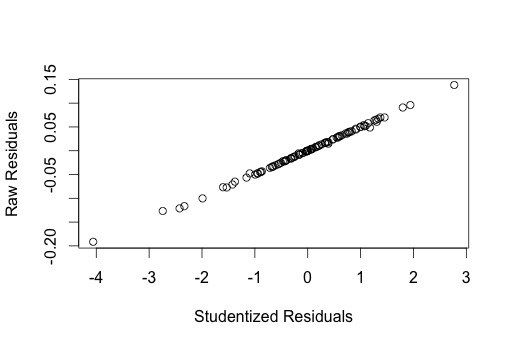 Raw Residuals
0.15
0.05
-0.05
-0.20
-4 -3 -2 -1 0 1 2 3
Studentized Residuals